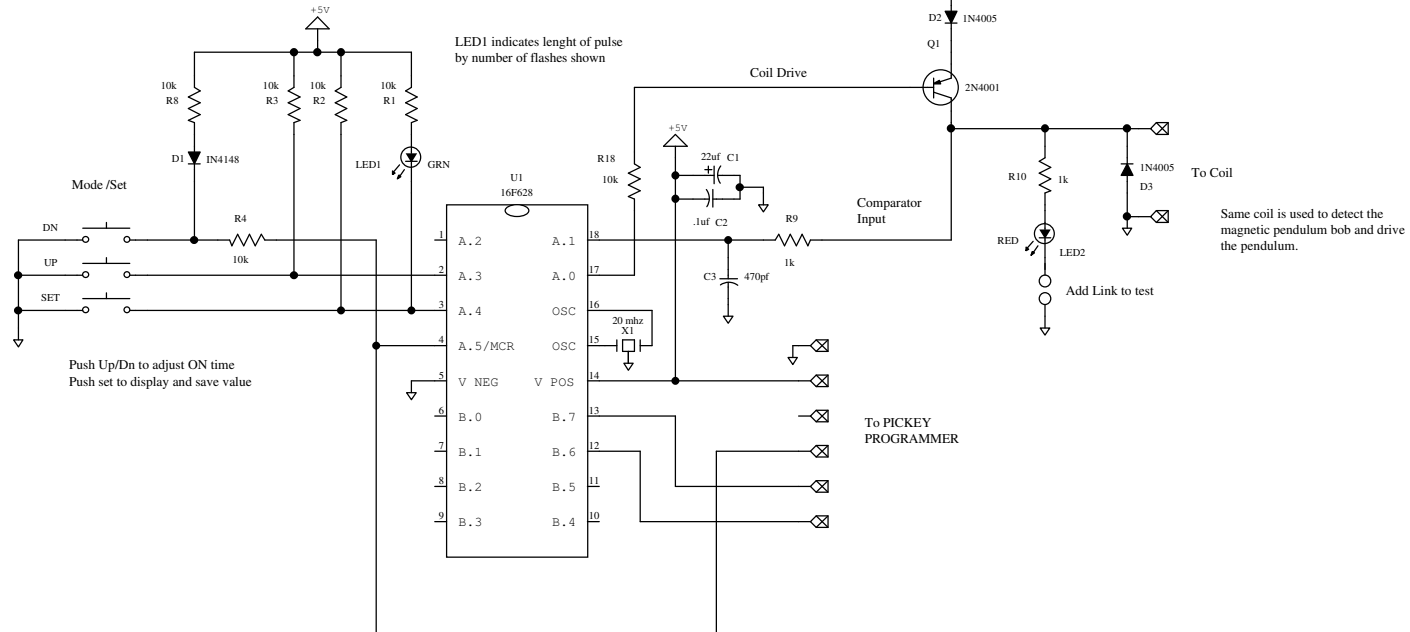 +5V
D2 1N4005
LED1 indicates lenght of pulse
by number of flashes shown
Q1
Coil Drive
2N4001
10k
R8
10k
R3
10k
R2
10k
R1
+5V
22uf C1
+
.1uf C2
D1 IN4148
LED1 GRN
R18
10k
U1
16F628
Mode /Set
R10 1k
1N4005
D3
To Coil
Comparator
Input
Same coil is used to detect the
magnetic pendulum bob and drive
the pendulum.
DN
R4
10k
R9
1k
RED
LED2
UP
C3 470pf
SET
Add Link to test
20 mhz
X1
1 A.2 A.1 18
2 A.3 A.0 17
3 A.4 OSC 16
4 A.5/MCR OSC 15
5 V NEG V POS 14
6 B.0 B.7 13
7 B.1 B.6 12
8 B.2 B.5 11
9 B.3 B.4 10
Push Up/Dn to adjust ON time
Push set to display and save value
To PICKEY
PROGRAMMER